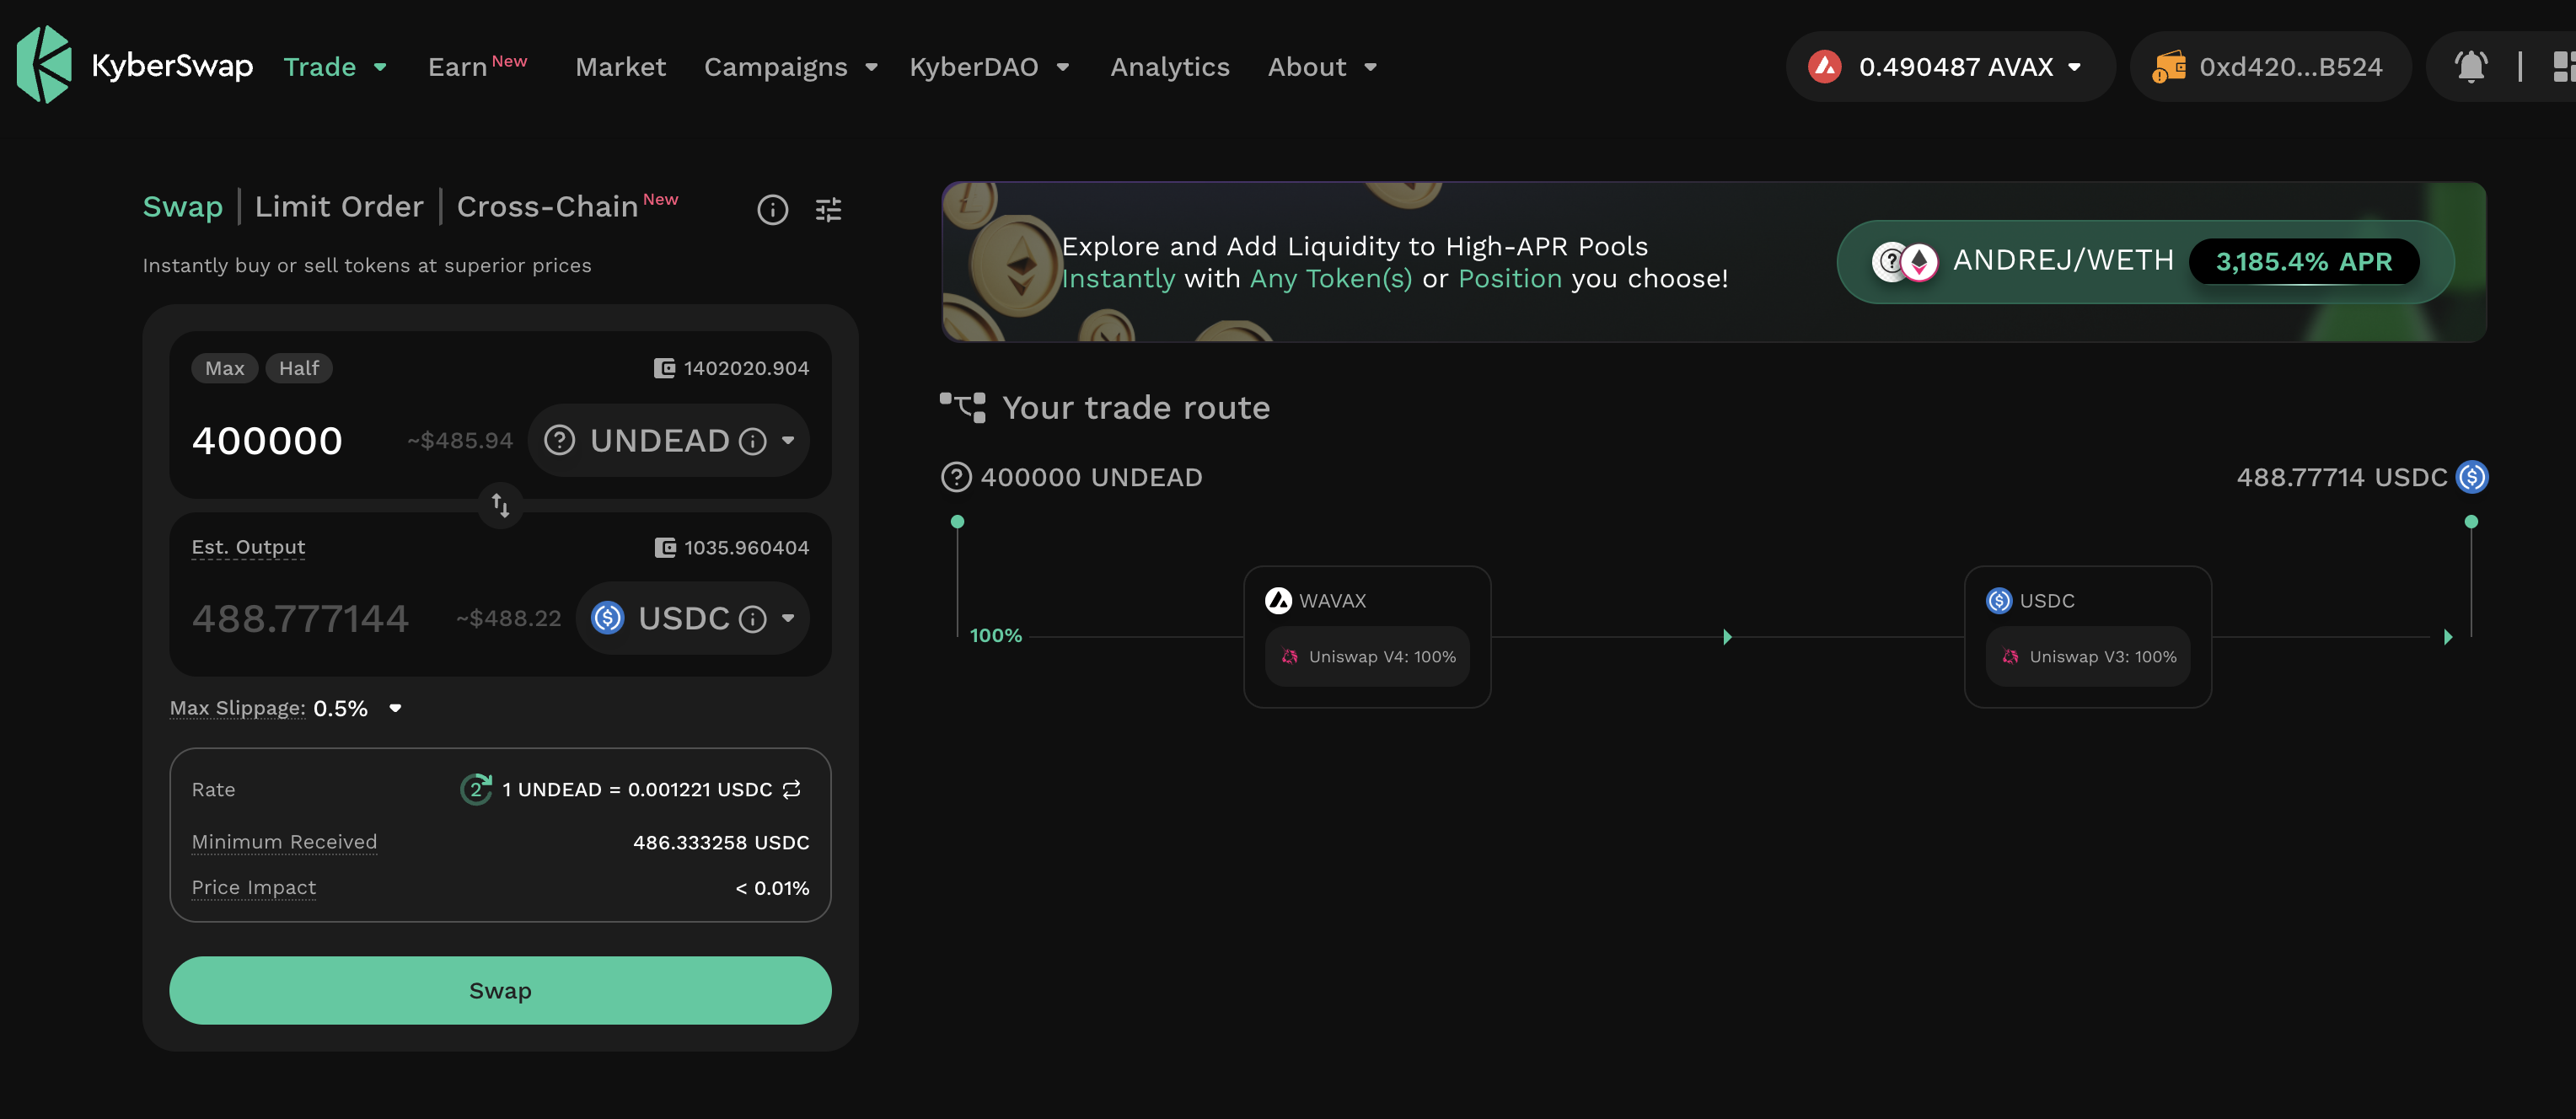 KyberSwap Trade Earn New Market Campaigns KyberDAO Analytics About 0.490487 AVAX 0xd420...B524
Swap | Limit Order | Cross-Chain New
Instantly buy or sell tokens at superior prices
Max Half 1402020.904
400000 ~$485.94 UNDEAD
Est. Output 1035.960404
488.777144 ~$488.22 USDC
Max Slippage: 0.5%
Rate 2 1 UNDEAD = 0.001221 USDC
Minimum Received 486.333258 USDC
Price Impact < 0.01%
Swap
Explore and Add Liquidity to High-APR Pools
Instantly with Any Token(s) or Position you choose!
ANDREJ/WETH 3,185.4% APR
Your trade route
400000 UNDEAD 488.77714 USDC
100%
WAVAX
Uniswap V4: 100%
USDC
Uniswap V3: 100%